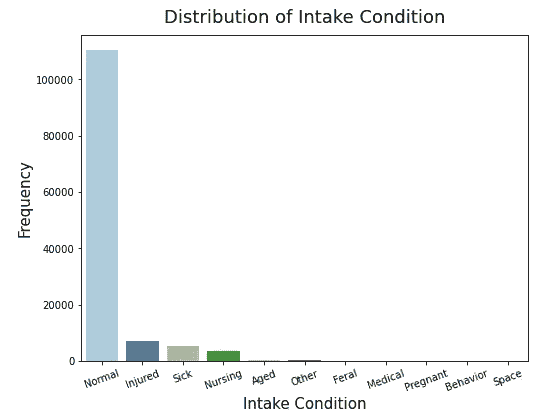 Distribution of Intake Condition
Frequency
100000
80000
60000
40000
20000
0
Normal Injured Sick Nursing Aged Other Feral Medical Pregnant Behavior Space
Intake Condition